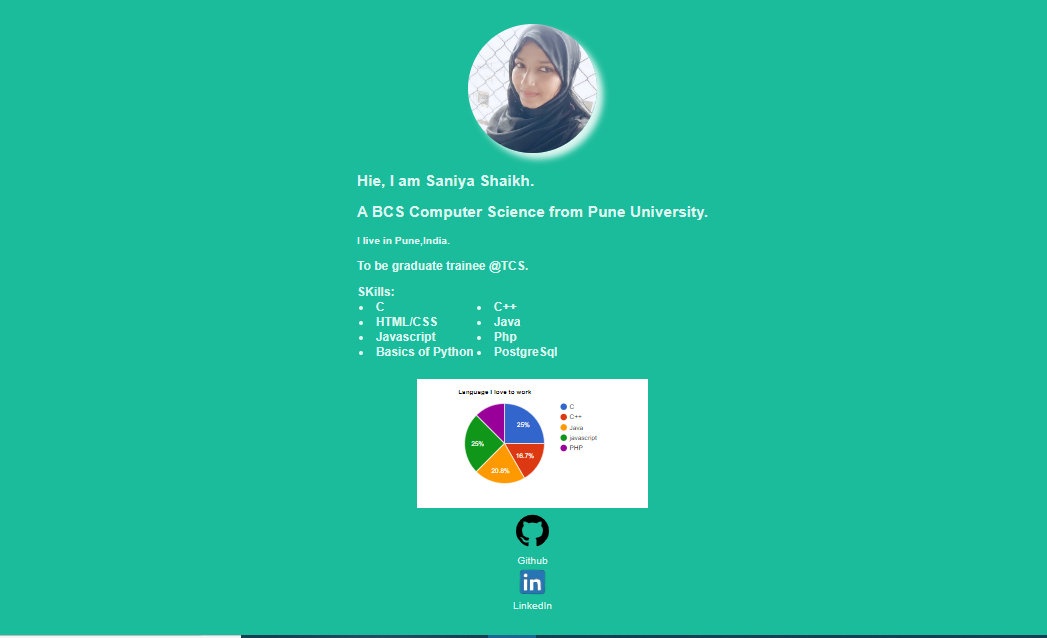 Hie, I am Saniya Shaikh.
A BCS Computer Science from Pune University.
I live in Pune,India.
To be graduate trainee @TCS.
SKills:
C
HTML/CSS
Javascript
Basics of Python
C++
Java
Php
PostgreSql
Language I love to work
25%
16.7%
20.8%
25%
C
C++
Java
javascript
PHP
Github
in
LinkedIn